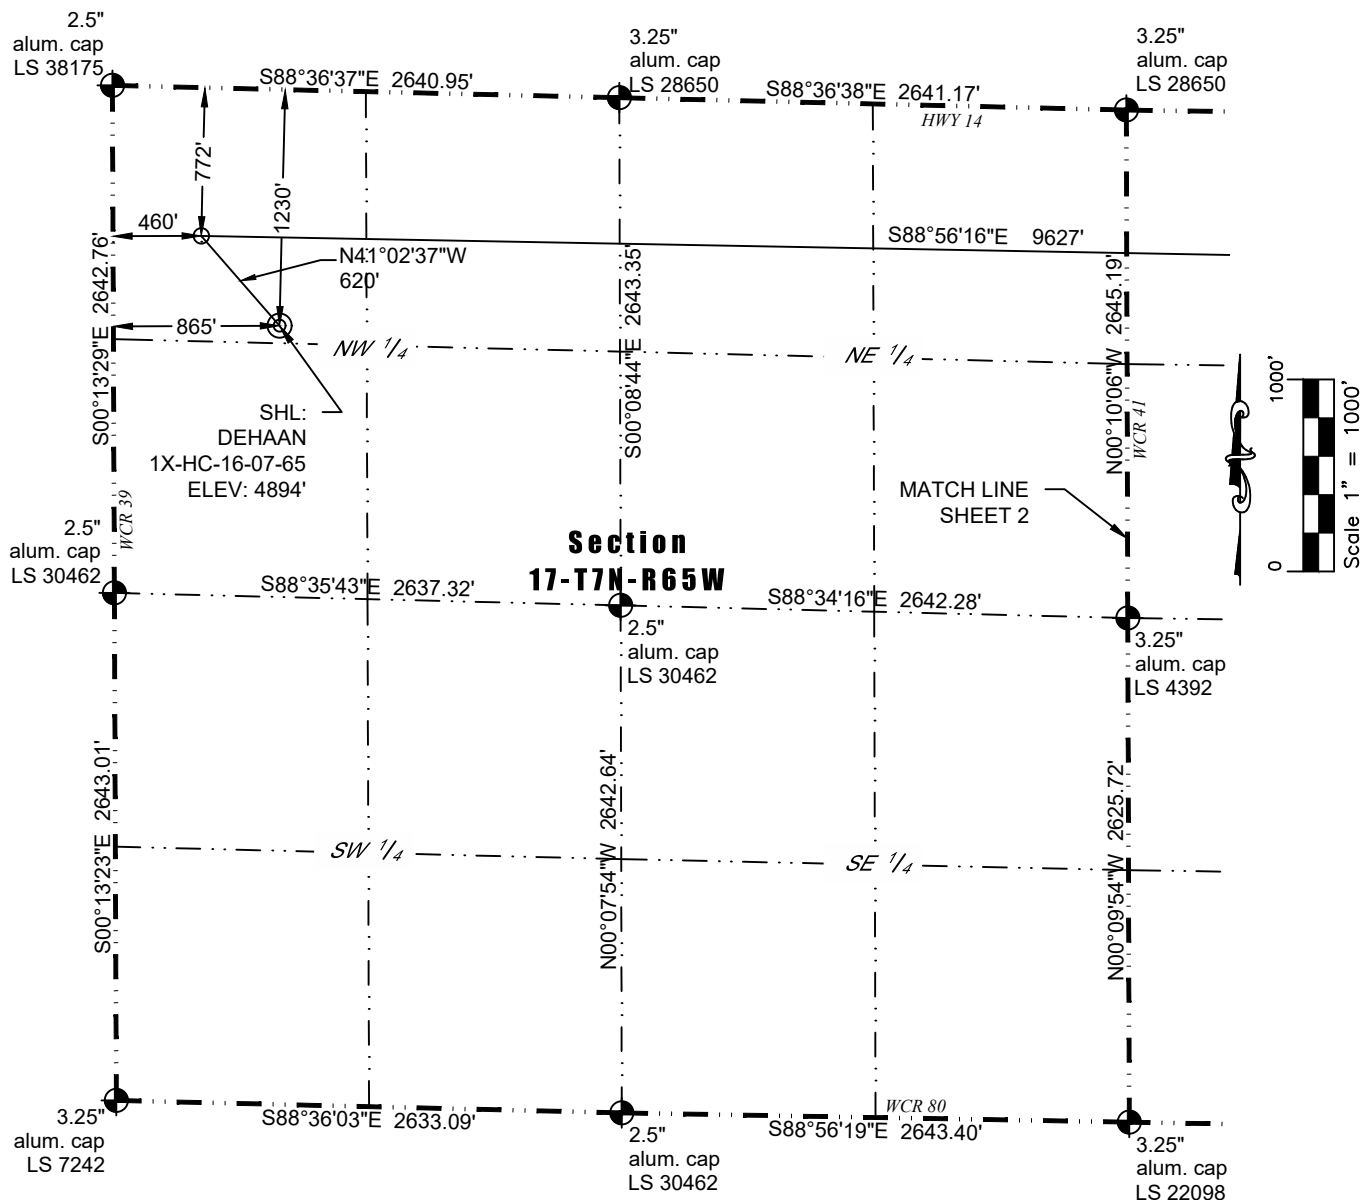 2.5"
alum. cap
LS 38175
3.25"
alum. cap
LS 28650
3.25"
alum. cap
LS 28650
S88°36'37"E 2640.95'
S88°36'38"E 2641.17'
HWY 14
772'
1230'
460'
S88°56'16"E 9627'
N41°02'37"W
620'
865'
S00°13'29"E 2642.76'
S00°08'44"E 2643.35'
N00°10'06"W 2645.19'
WCR 41
NW 1/4
NE 1/4
SHL:
DEHAAN
1X-HC-16-07-65
ELEV: 4894'
MATCH LINE
SHEET 2
0
1000'
Scale 1" = 1000'
WCR 39
2.5"
alum. cap
LS 30462
Section
17-T7N-R65W
S88°35'43"E 2637.32'
S88°34'16"E 2642.28'
2.5"
alum. cap
LS 30462
3.25"
alum. cap
LS 4392
S00°13'23"E 2643.01'
N00°07'54"W 2642.64'
N00°09'54"W 2625.72'
SW 1/4
SE 1/4
3.25"
alum. cap
LS 7242
S88°36'03"E 2633.09'
WCR 80
S88°56'19"E 2643.40'
2.5"
alum. cap
LS 30462
3.25"
alum. cap
LS 22098